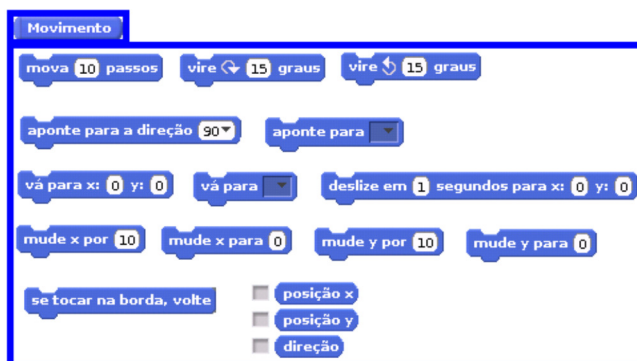 Movimento
mova 10 passos vire 15 graus vire 15 graus
aponte para a direção 90 aponte para
vá para x: 0 y: 0 vá para deslize em 1 segundos para x: 0 y: 0
mude x por 10 mude x para 0 mude y por 10 mude y para 0
se tocar na borda, volte posição x
posição y
direção